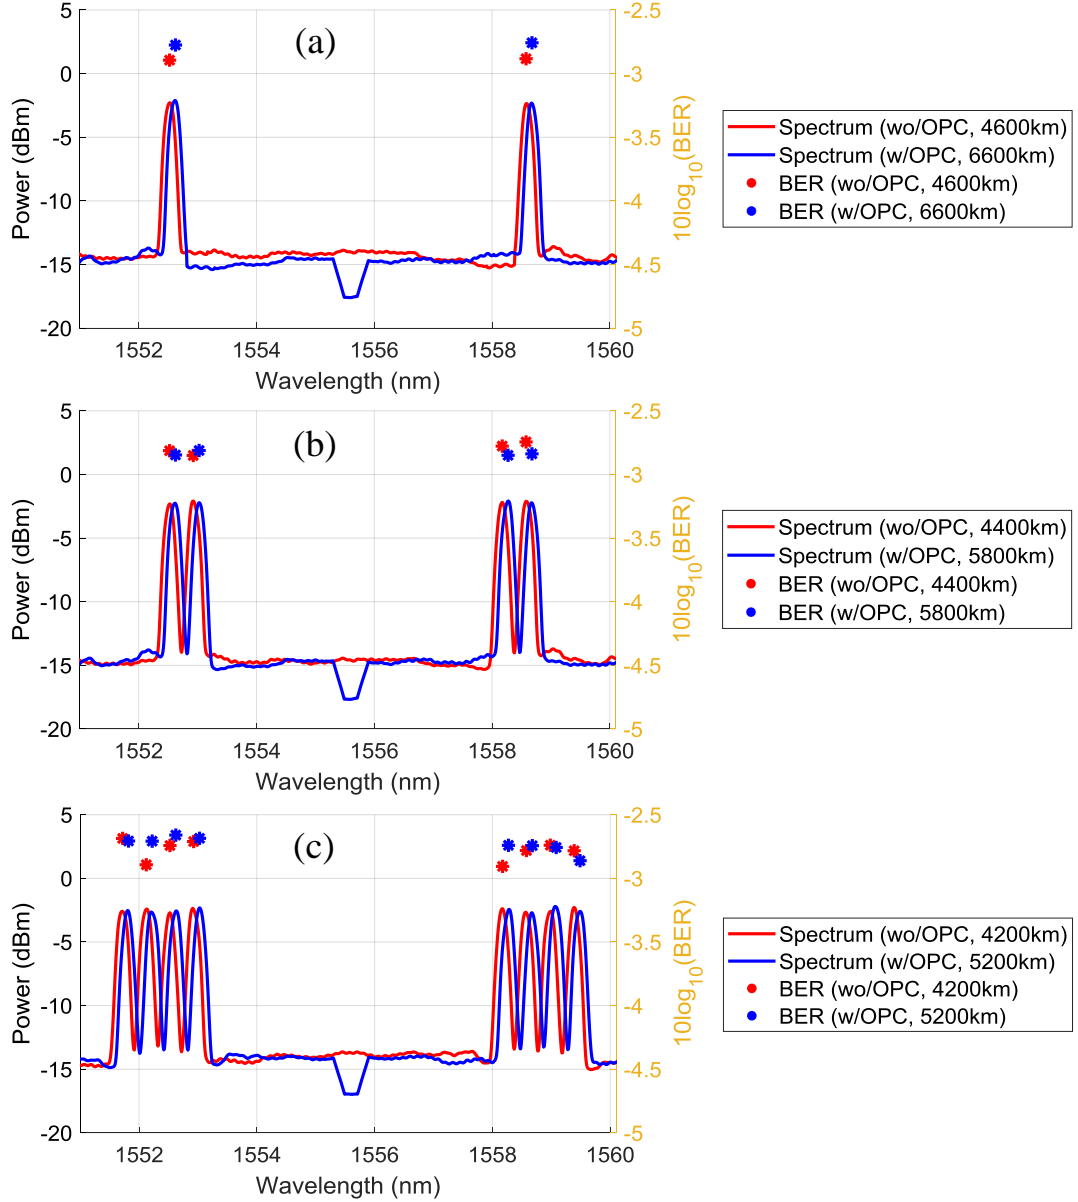 (a)
5
0
-5
-10
-15
-20
Power (dBm)
-2.5
-3
-3.5
-4
-4.5
-5
10log10(BER)
1552
1554
1556
1558
1560
Wavelength (nm)
Spectrum (wo/OPC, 4600km)
Spectrum (w/OPC, 6600km)
BER (wo/OPC, 4600km)
BER (w/OPC, 6600km)
(b)
5
0
-5
-10
-15
-20
Power (dBm)
-2.5
-3
-3.5
-4
-4.5
-5
10log10(BER)
1552
1554
1556
1558
1560
Wavelength (nm)
Spectrum (wo/OPC, 4400km)
Spectrum (w/OPC, 5800km)
BER (wo/OPC, 4400km)
BER (w/OPC, 5800km)
(c)
5
0
-5
-10
-15
-20
Power (dBm)
-2.5
-3
-3.5
-4
-4.5
-5
10log10(BER)
1552
1554
1556
1558
1560
Wavelength (nm)
Spectrum (wo/OPC, 4200km)
Spectrum (w/OPC, 5200km)
BER (wo/OPC, 4200km)
BER (w/OPC, 5200km)